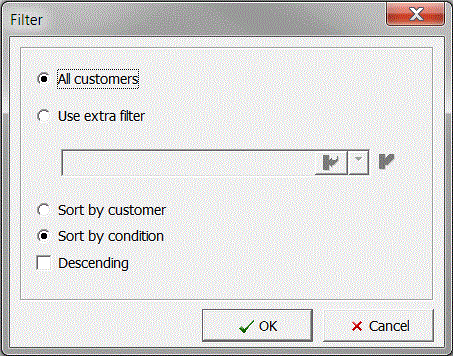 Filter
All customers
Use extra filter
Sort by customer
Sort by condition
Descending
OK
Cancel